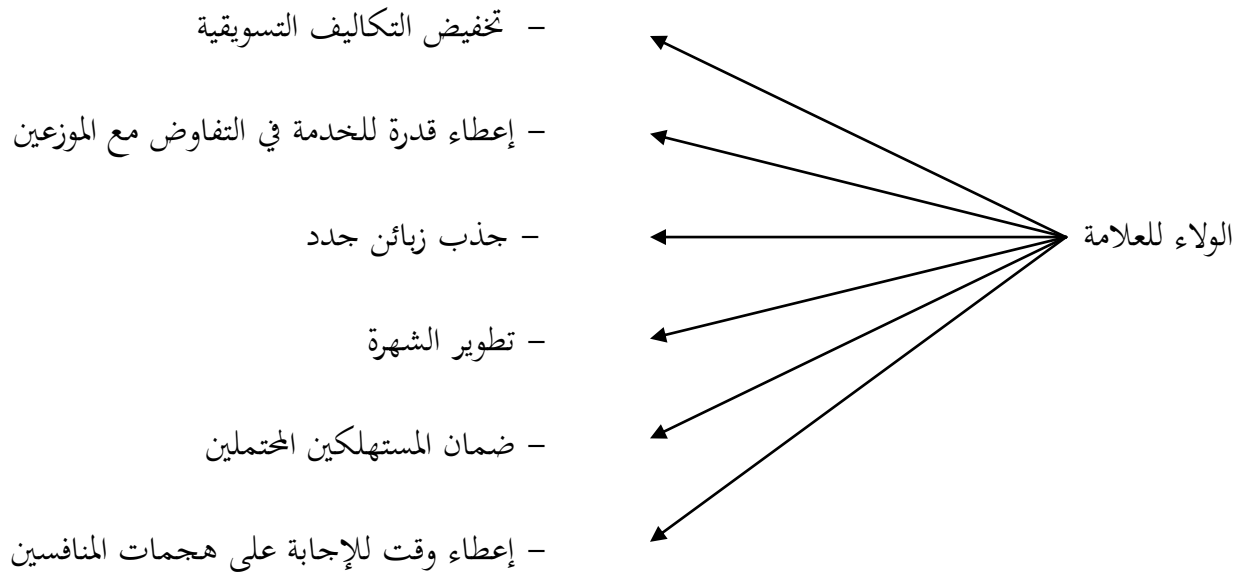 – تخفيض التكاليف التسويقية
– إعطاء قدرة للخدمة في التفاوض مع الموزعين
– جذب زبائن جدد
الولاء للعلامة
– تطوير الشهرة
– ضمان المستهلكين المحتملين
– إعطاء وقت للإجابة على هجمات المنافسين